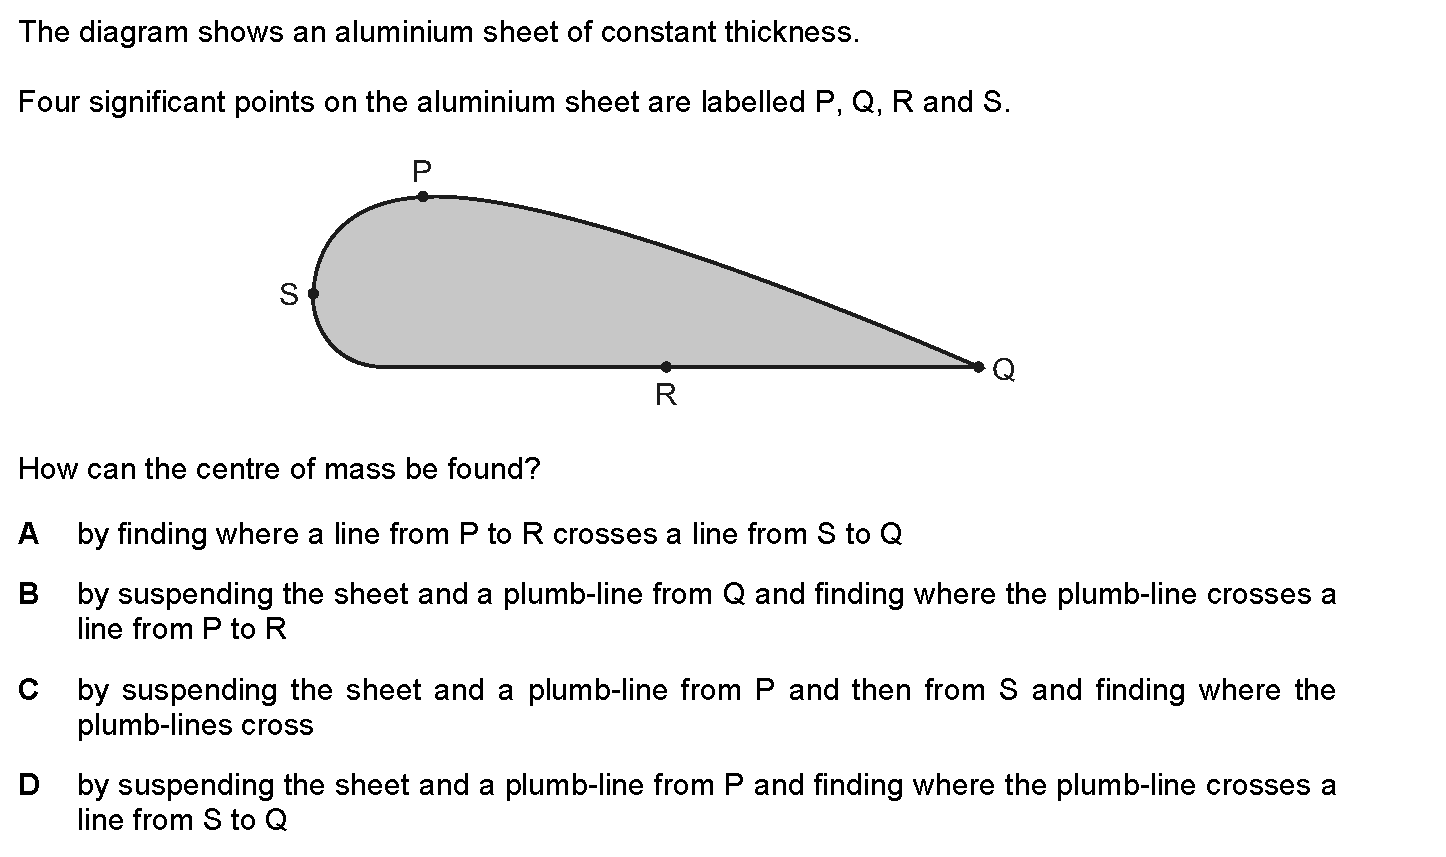 The diagram shows an aluminium sheet of constant thickness.
Four significant points on the aluminium sheet are labelled P, Q, R and S.
P
S
Q
R
How can the centre of mass be found?
A by finding where a line from P to R crosses a line from S to Q
B by suspending the sheet and a plumb-line from Q and finding where the plumb-line crosses a
line from P to R
C by suspending the sheet and a plumb-line from P and then from S and finding where the
plumb-lines cross
D by suspending the sheet and a plumb-line from P and finding where the plumb-line crosses a
line from S to Q